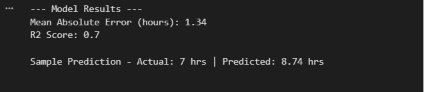 ... --- Model Results ---
Mean Absolute Error (hours): 1.34
R2 Score: 0.7
Sample Prediction - Actual: 7 hrs | Predicted: 8.74 hrs